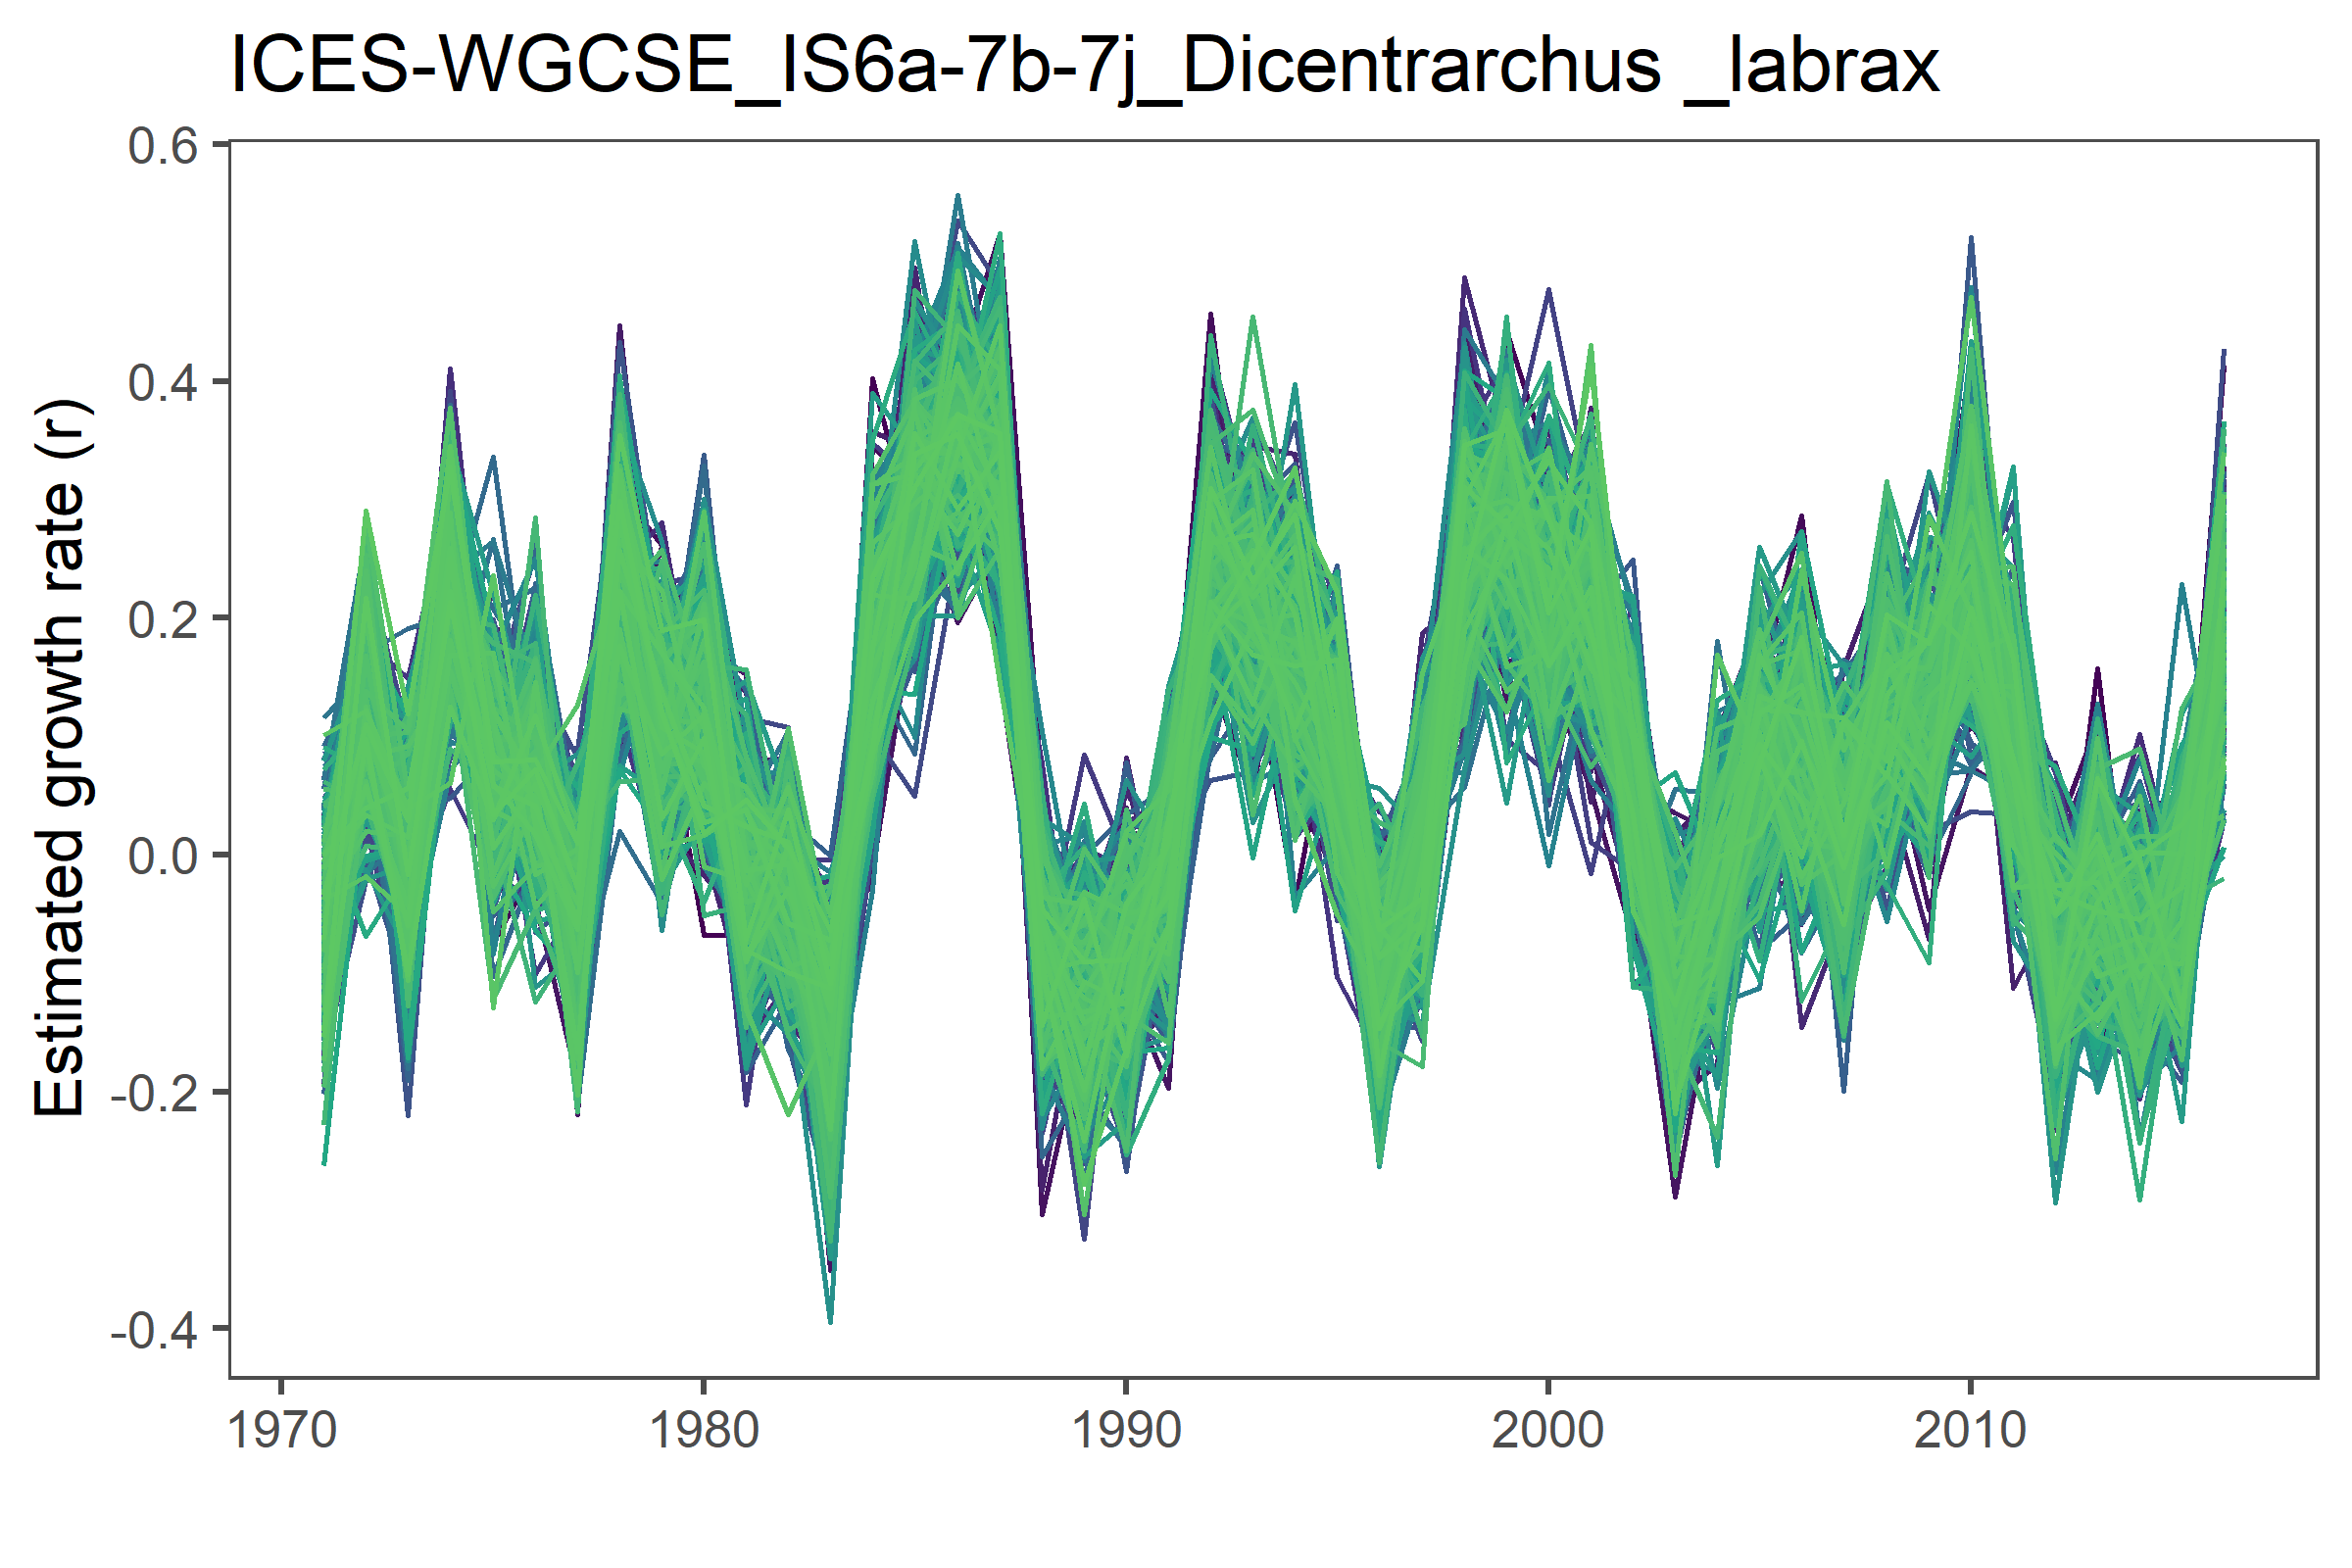 ICES-WGCSE_IS6a-7b-7j_Dicentrarchus _labrax
Estimated growth rate (r)
0.6
0.4
0.2
0.0
-0.2
-0.4
1970 1980 1990 2000 2010